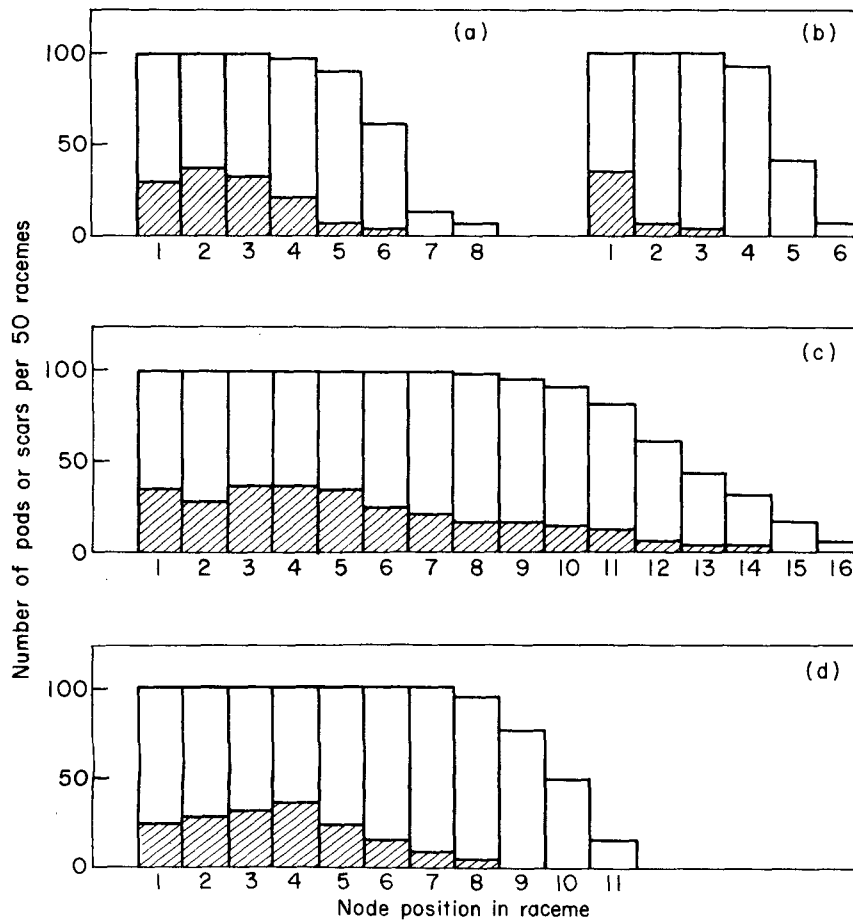 Number of pods or scars per 50 racemes
(a)
100
50
0
1 2 3 4 5 6 7 8
(b)
1 2 3 4 5 6
(c)
100
50
0
1 2 3 4 5 6 7 8 9 10 11 12 13 14 15 16
(d)
100
50
0
1 2 3 4 5 6 7 8 9 10 11
Node position in raceme